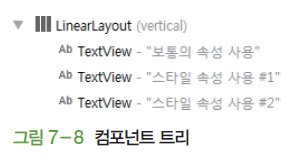 LinearLayout (vertical)
Ab TextView - "보통의 속성 사용"
Ab TextView - "스타일 속성 사용 #1"
Ab TextView - "스타일 속성 사용 #2"
그림 7-8 컴포넌트 트리